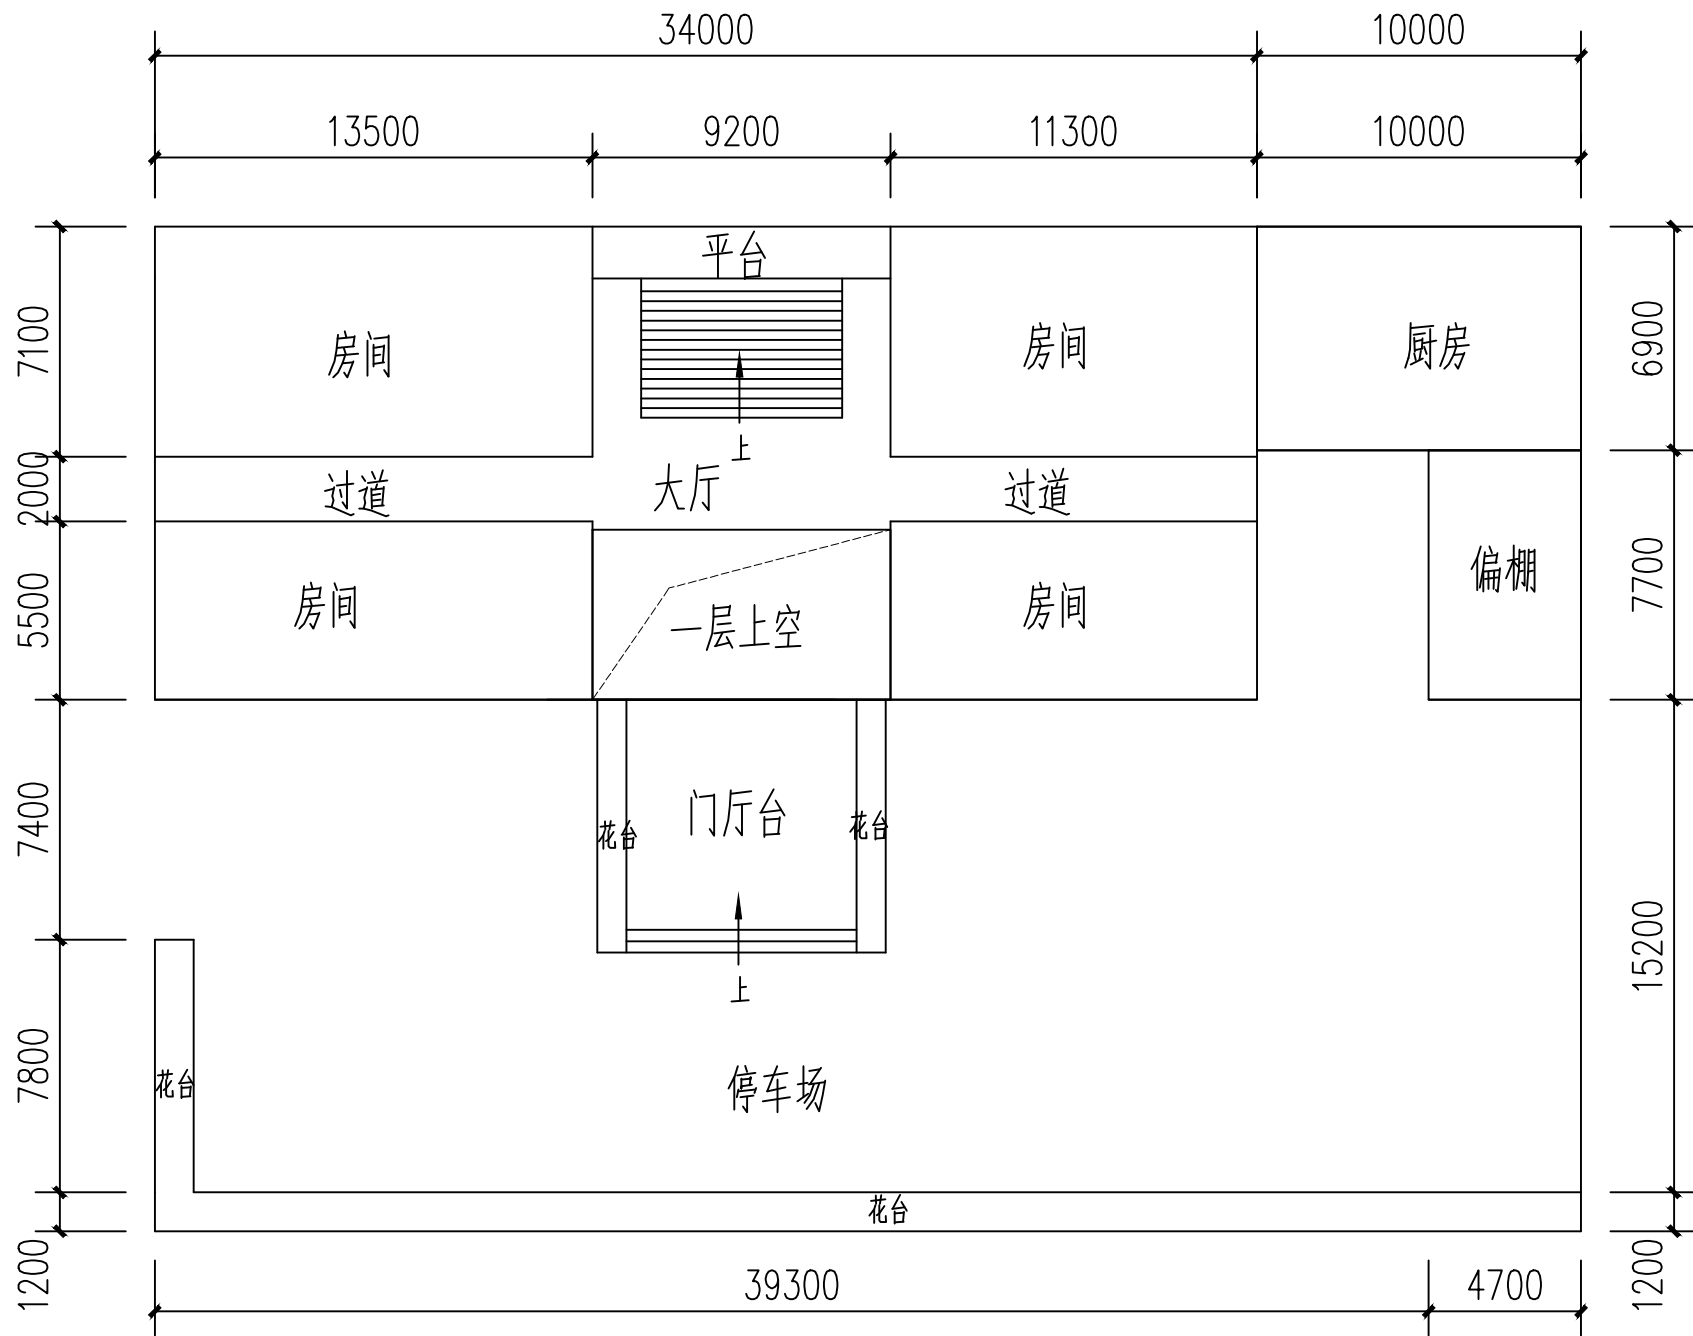 34000
10000
13500
9200
11300
10000
平台
7100
房间
房间
厨房
6900
上
2000
过道
大厅
过道
5500
房间
一层上空
房间
偏棚
7700
7400
花台
门厅台
花台
15200
上
7800
花台
停车场
花台
1200
1200
39300
4700